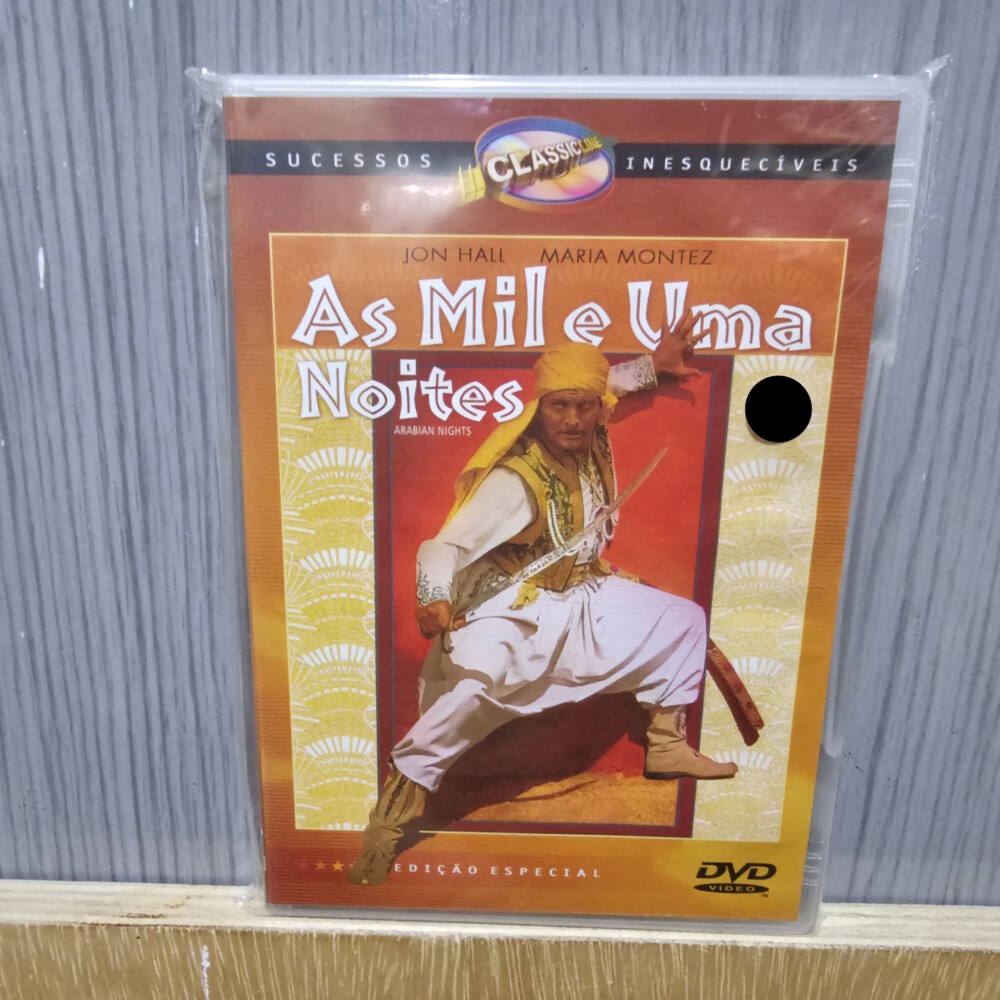 SUCESSOS CLASSICLINE INESQUECÍVEIS
JON HALL MARIA MONTEZ
As Mil e Uma
Noites
ARABIAN NIGHTS
EDIÇÃO ESPECIAL
DVD
VIDEO